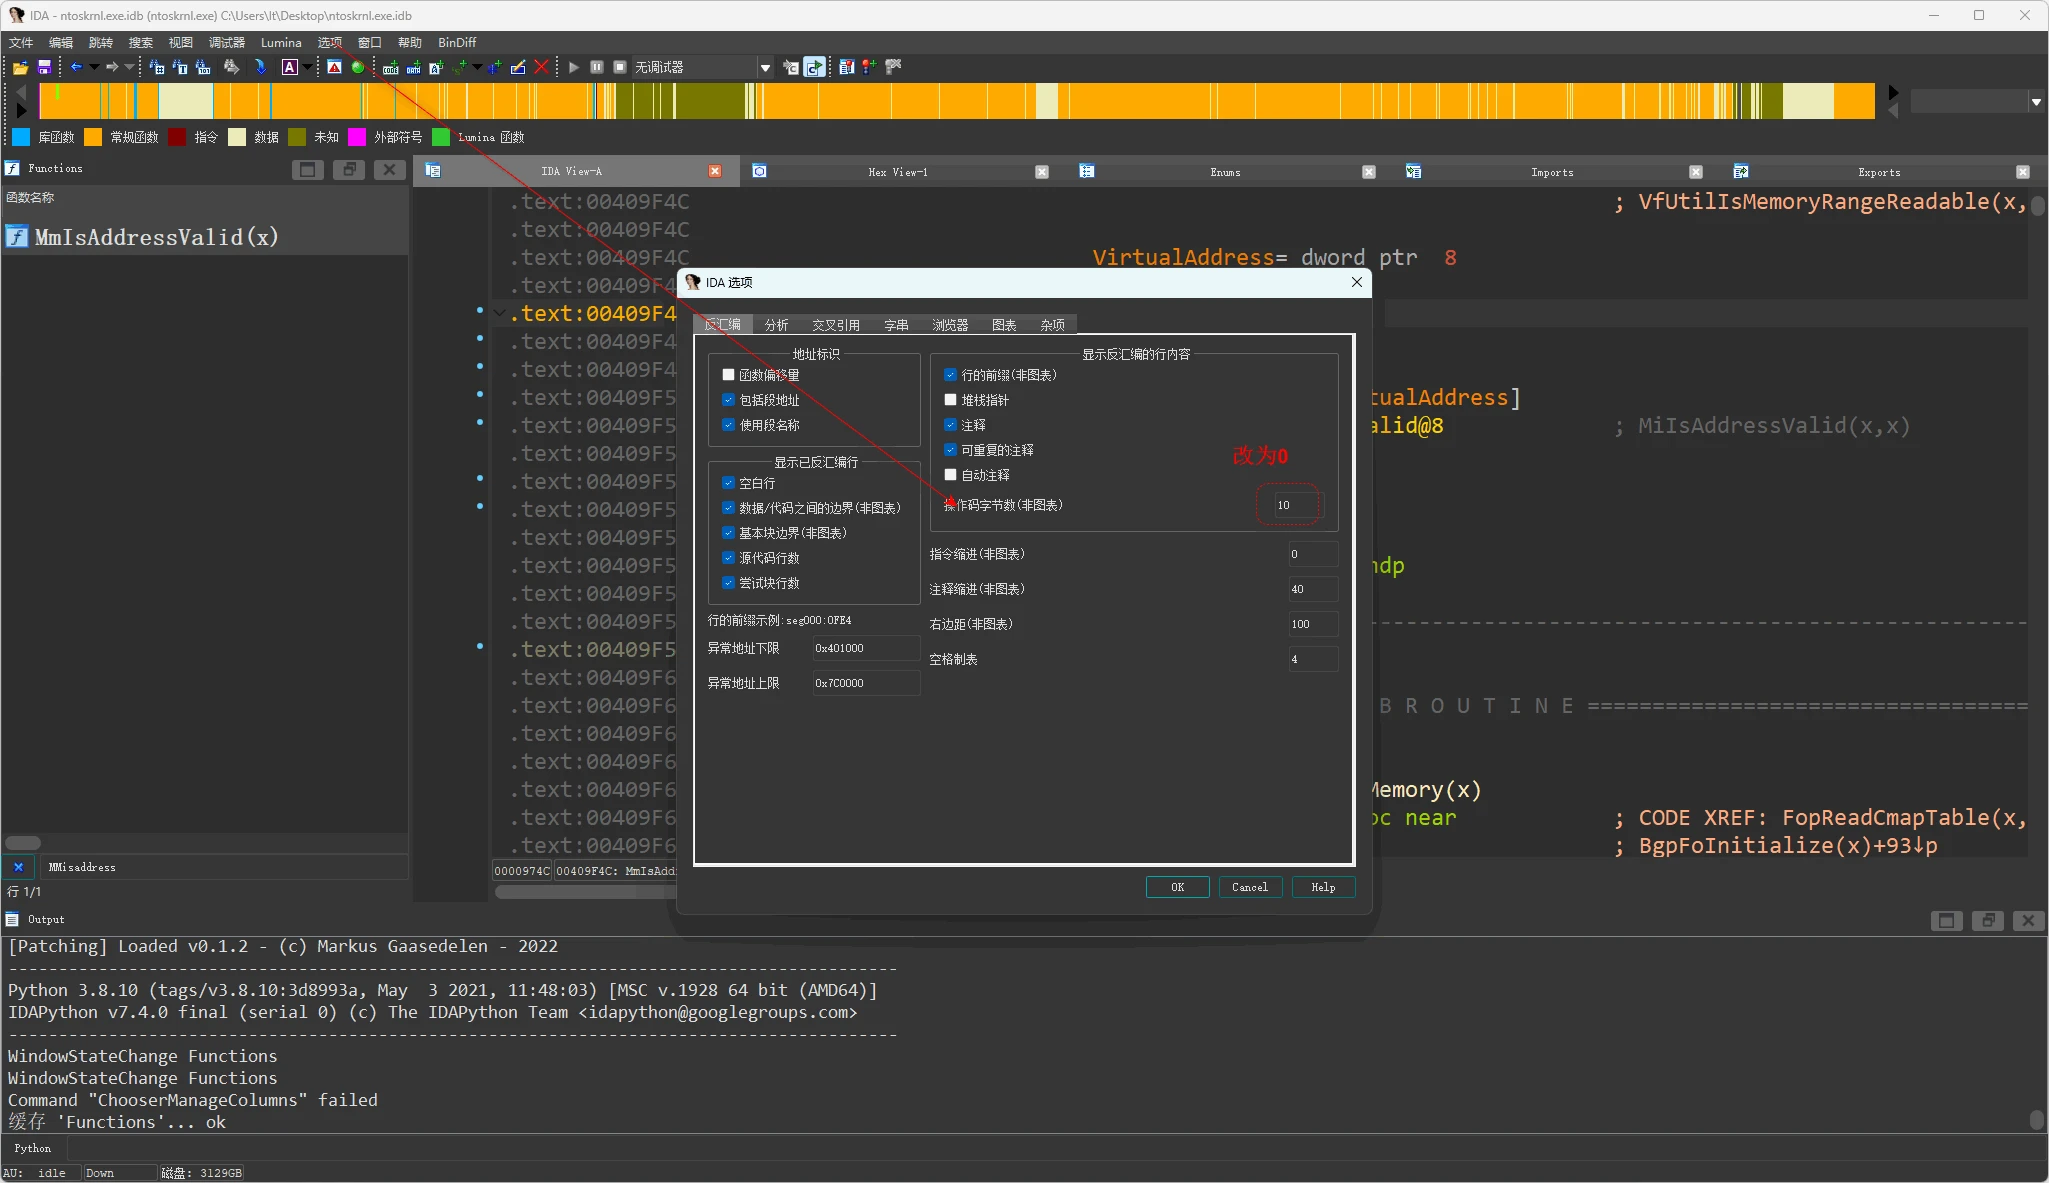 IDA - ntoskrnl.exe.idb (ntoskrnl.exe) C:\Users\lt\Desktop\ntoskrnl.exe.idb
文件 编辑 跳转 搜索 视图 调试器 Lumina 选项 窗口 帮助 BinDiff
无调试器
库函数 常规函数 指令 数据 未知 外部符号 Lumina 函数
Functions
IDA View-A Hex View-1 Enums Imports Exports
函数名称
MmIsAddressValid(x)
.text:00409F4C ; VfUtilIsMemoryRangeReadable(x,
.text:00409F4C
.text:00409F4C VirtualAddress= dword ptr 8
.text:00409F4
.text:00409F4
.text:00409F4
.text:00409F4
.text:00409F5 tualAddress]
.text:00409F5 alid@8 ; MiIsAddressValid(x,x)
.text:00409F5
.text:00409F5
.text:00409F5
.text:00409F5
.text:00409F5 ndp
.text:00409F5
.text:00409F5
.text:00409F5
.text:00409F6
.text:00409F6 B R O U T I N E ==================================
.text:00409F6
.text:00409F6
.text:00409F6 Memory(x)
.text:00409F6 oc near ; CODE XREF: FopReadCmapTable(x,
.text:00409F6 ; BgpFoInitialize(x)+93↓p
0000974C 00409F4C: MmIsAddr
IDA 选项
反汇编 分析 交叉引用 字串 浏览器 图表 杂项
地址标识
函数偏移量
包括段地址
使用段名称
显示已反汇编行
空白行
数据/代码之间的边界(非图表)
基本块边界(非图表)
源代码行数
尝试块行数
行的前缀示例:seg000:0FE4
异常地址下限 0x401000
异常地址上限 0x7C0000
显示反汇编的行内容
行的前缀(非图表)
堆栈指针
注释
可重复的注释
自动注释
改为0
操作码字节数(非图表) 10
指令缩进(非图表) 0
注释缩进(非图表) 40
右边距(非图表) 100
空格制表 4
OK Cancel Help
MMisaddress
行 1/1
Output
[Patching] Loaded v0.1.2 - (c) Markus Gaasedelen - 2022
-----------------------------------------------------------------------------------------
Python 3.8.10 (tags/v3.8.10:3d8993a, May  3 2021, 11:48:03) [MSC v.1928 64 bit (AMD64)]
IDAPython v7.4.0 final (serial 0) (c) The IDAPython Team <idapython@googlegroups.com>
-----------------------------------------------------------------------------------------
WindowStateChange Functions
WindowStateChange Functions
Command "ChooserManageColumns" failed
缓存 'Functions'... ok
Python
AU: idle Down 磁盘: 3129GB